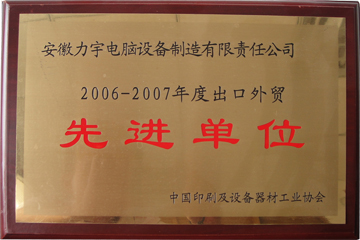 安徽力宇电脑设备制造有限责任公司
2006-2007年度出口外贸
先进单位
中国印刷及设备器材工业协会